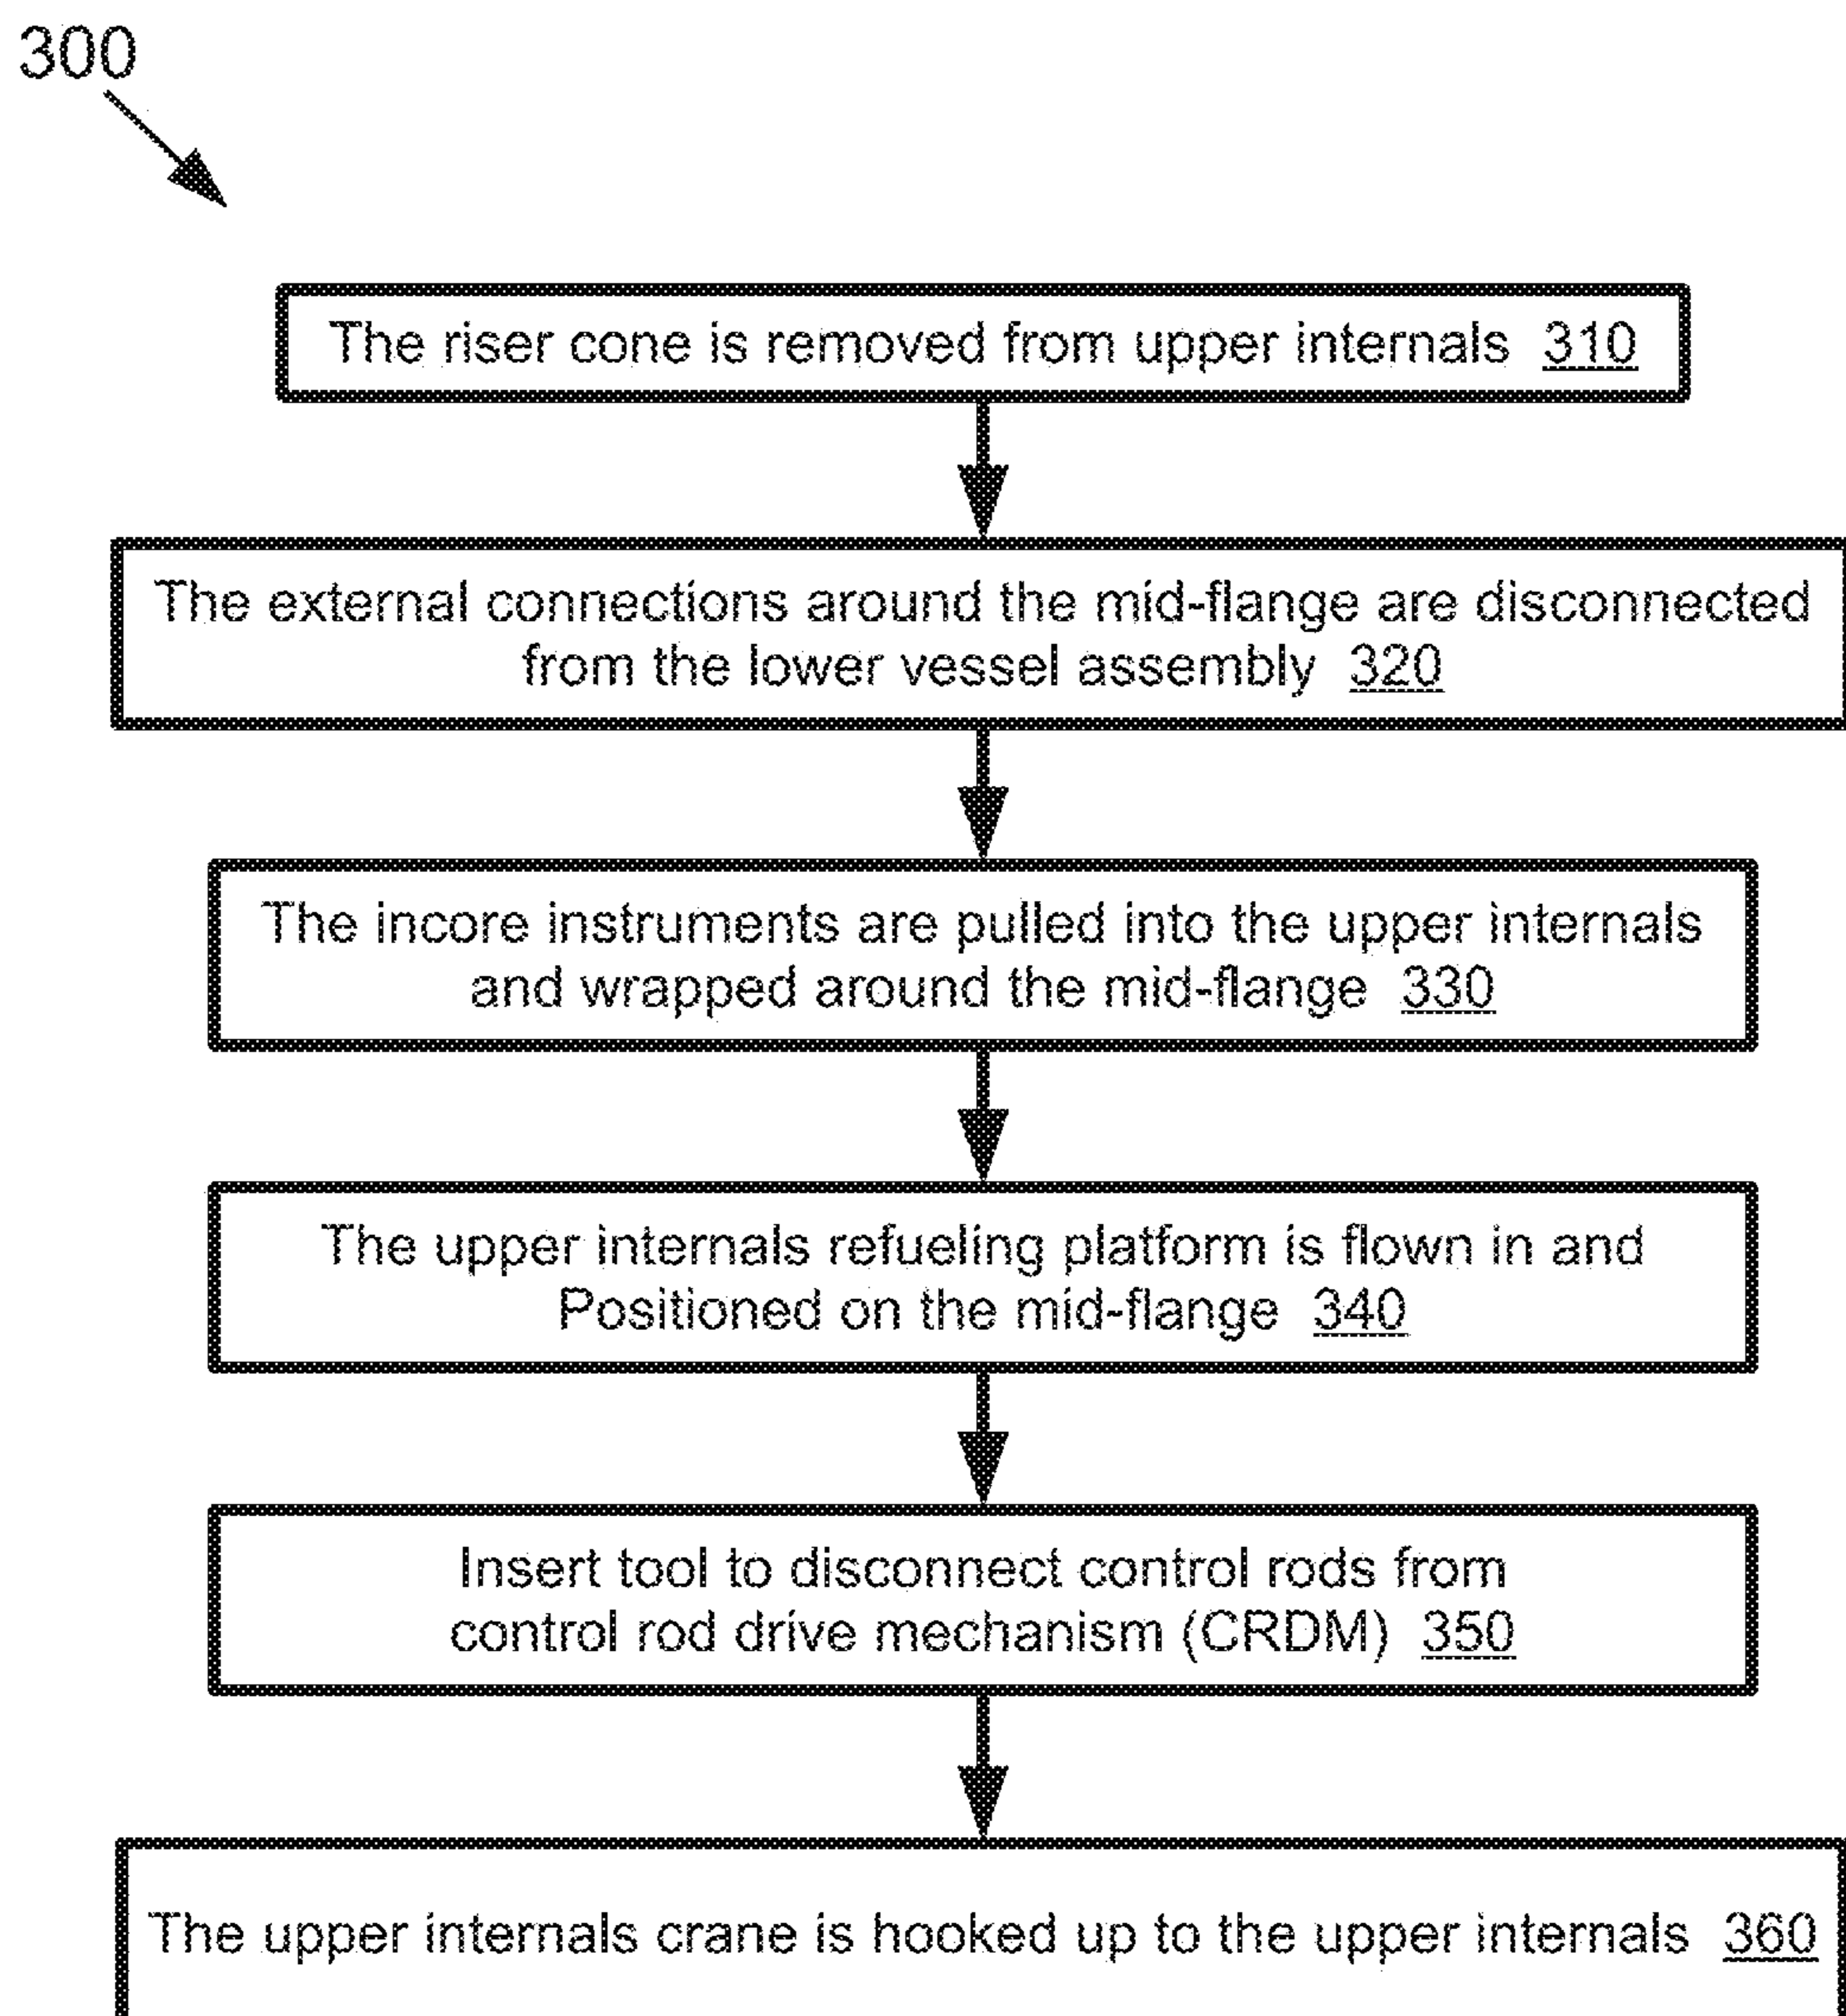 300
The riser cone is removed from upper internals 310
The external connections around the mid-flange are disconnected
from the lower vessel assembly 320
The incore instruments are pulled into the upper internals
and wrapped around the mid-flange 330
The upper internals refueling platform is flown in and
Positioned on the mid-flange 340
Insert tool to disconnect control rods from
control rod drive mechanism (CRDM) 350
The upper internals crane is hooked up to the upper internals 360